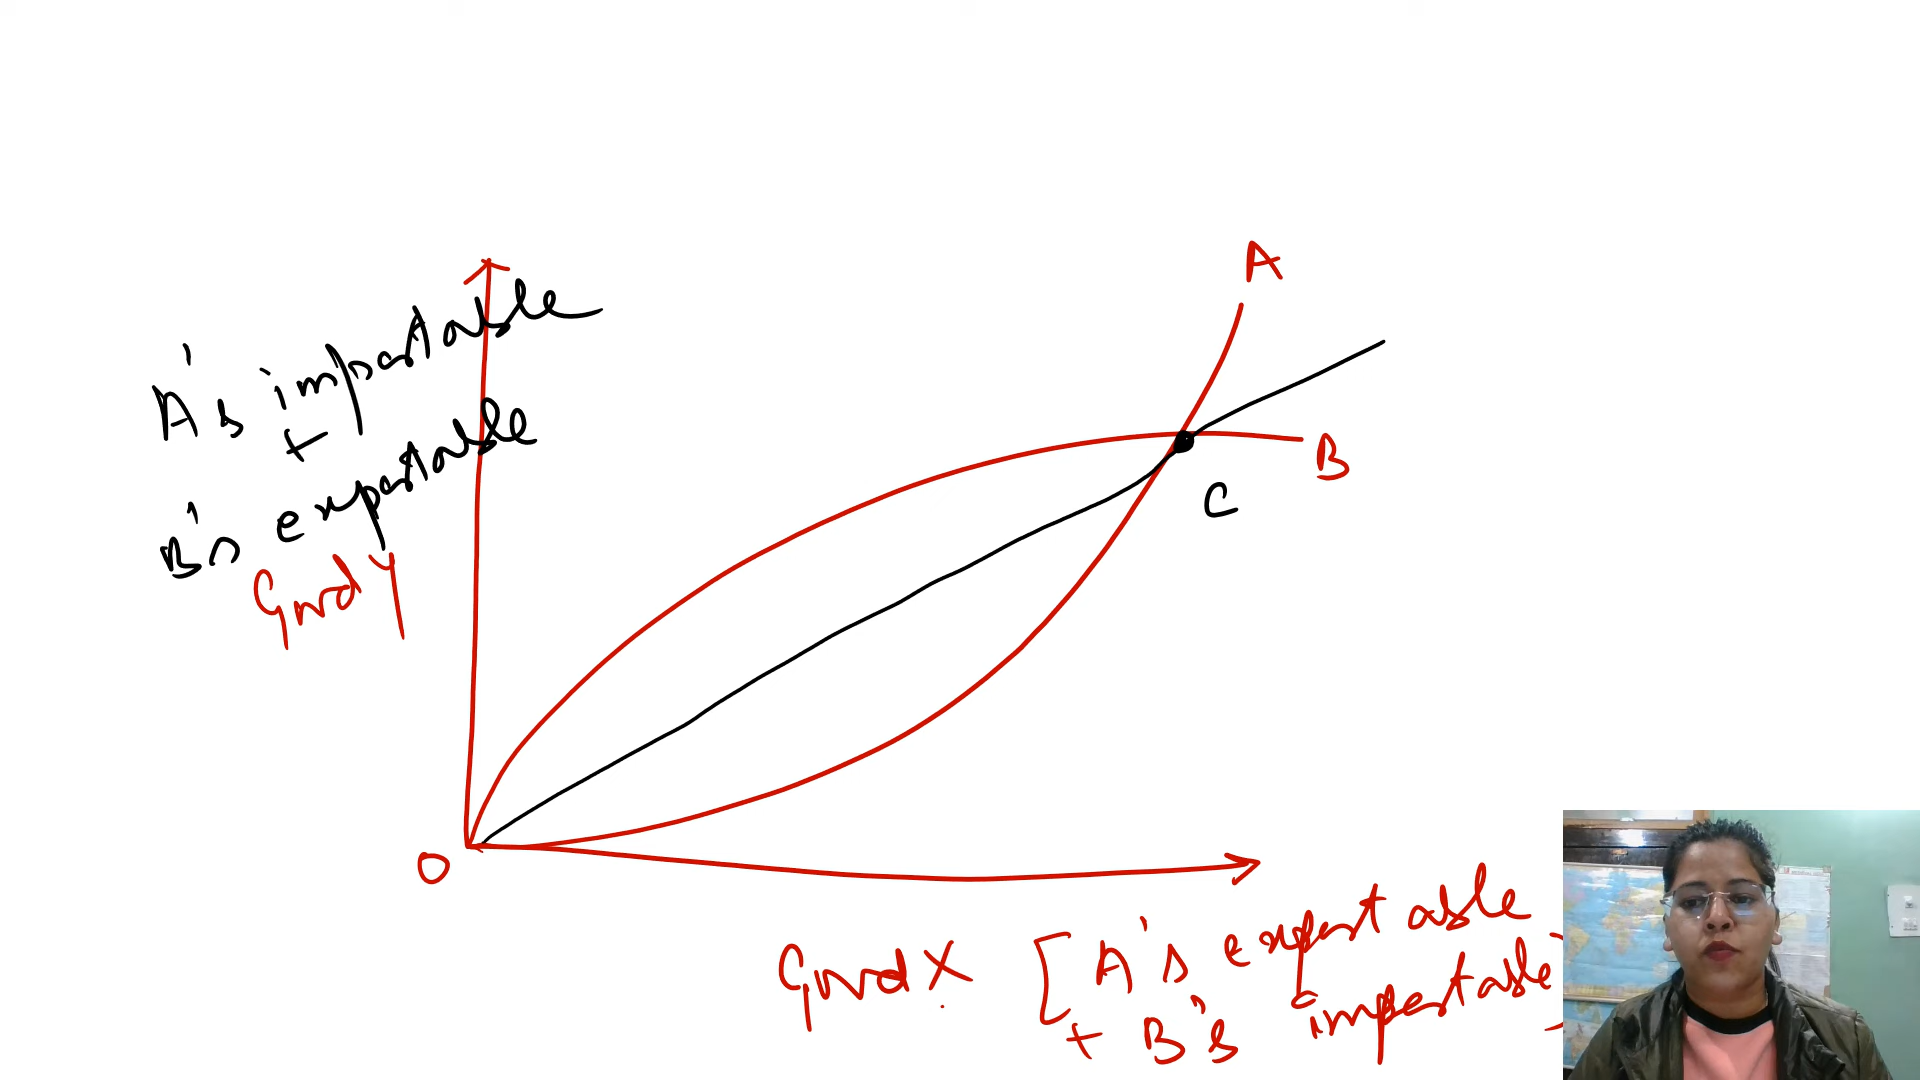 A
A's importable
+
B's exportable
Good Y
B
C
O
Good X [A's exportable
+ B's importable]